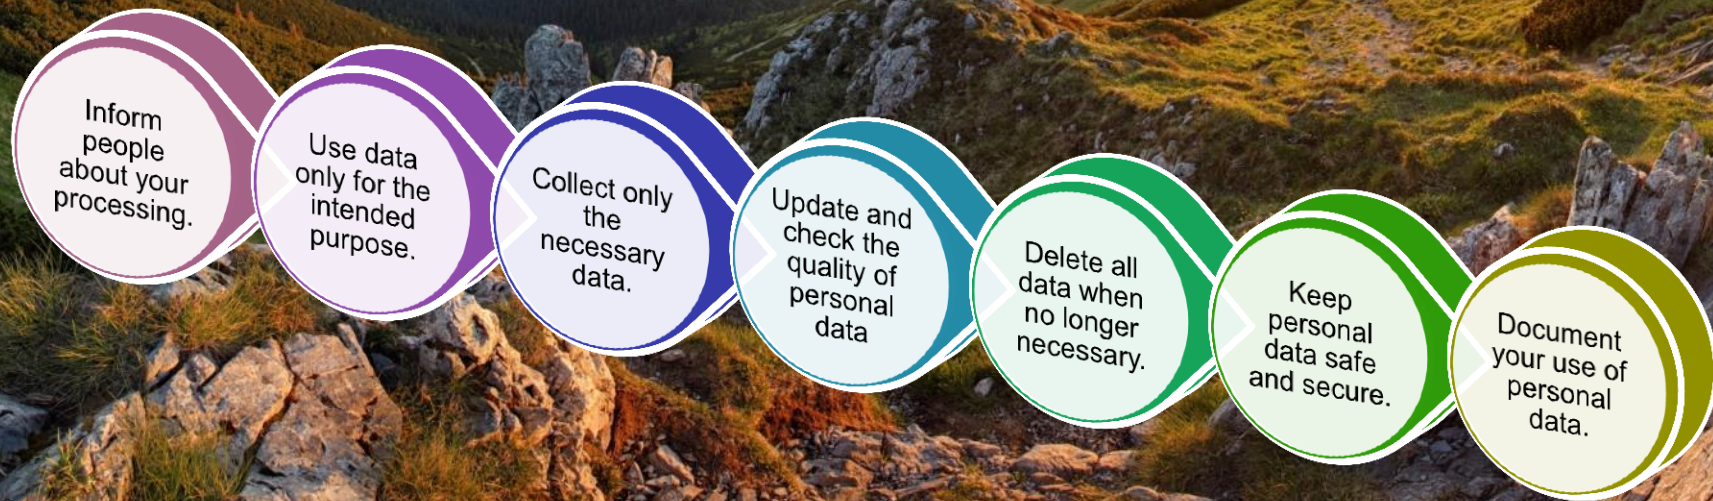 Inform
people
about your
processing.
Use data
only for the
intended
purpose.
Collect only
the
necessary
data.
Update and
check the
quality of
personal
data
Delete all
data when
no longer
necessary.
Keep
personal
data safe
and secure.
Document
your use of
personal
data.